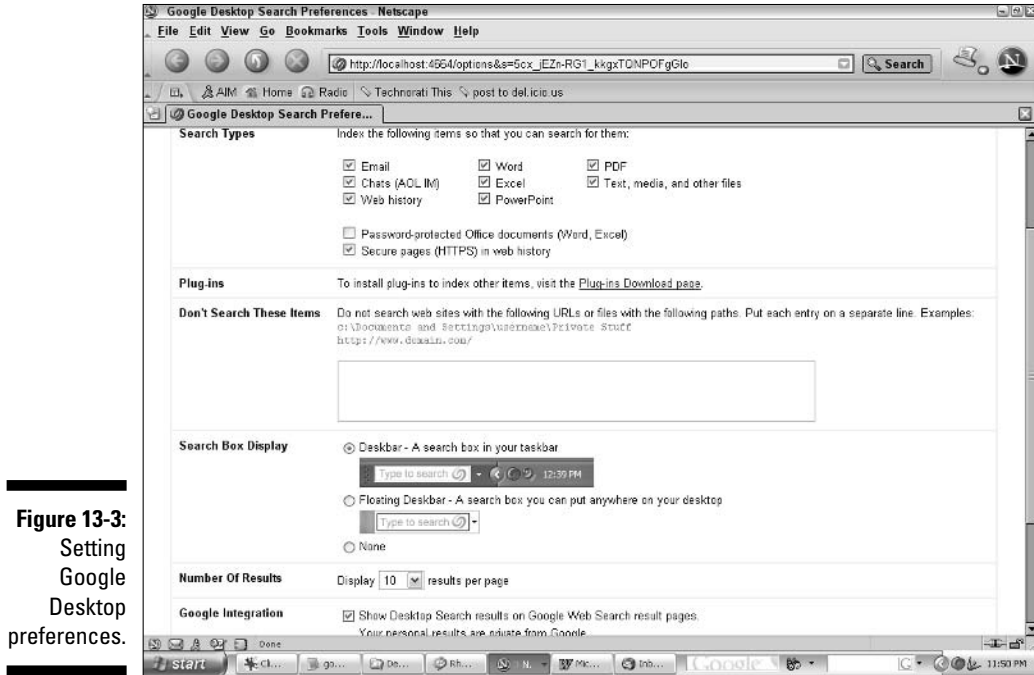 Google Desktop Search Preferences - Netscape
File Edit View Go Bookmarks Tools Window Help
Search
AIM Home Radio Technorati This post to del.icio.us
Google Desktop Search Prefere...
Search Types Index the following items so that you can search for them:
Email Word PDF
Chats (AOL IM) Excel Text, media, and other files
Web history PowerPoint
Password-protected Office documents (Word, Excel)
Secure pages (HTTPS) in web history
Plug-ins To install plug-ins to index other items, visit the Plug-ins Download page.
Don't Search These Items Do not search web sites with the following URLs or files with the following paths. Put each entry on a separate line. Examples:
c:\Documents and Settings\username\Private Stuff
http://www.domain.com/
Search Box Display Deskbar - A search box in your taskbar
Type to search 12:39 PM
Floating Deskbar - A search box you can put anywhere on your desktop
Type to search
None
Number Of Results Display 10 results per page
Google Integration Show Desktop Search results on Google Web Search result pages.
Your personal results are private from Google
Done
start Cl... go... De... Rh... N. Mic... Inb... Google G 11:50 PM
Figure 13-3:
Setting
Google
Desktop
preferences.